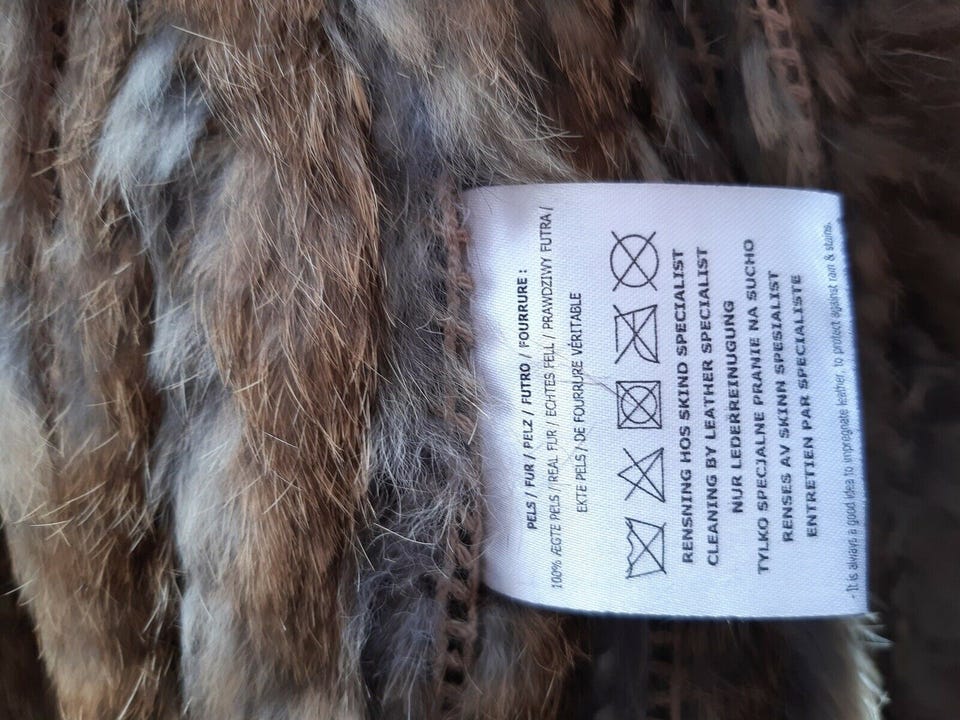 PELS / FUR / PELZ / FUTRO / FOURRURE :
100% ÆGTE PELS / REAL FUR / ECHTES FELL / PRAWDZIWY FUTRA /
EKTE PELS / DE FOURRURE VÉRITABLE
RENSNING HOS SKIND SPECIALIST
CLEANING BY LEATHER SPECIALIST
NUR LEDERREINUGUNG
TYLKO SPECJALNE PRANIE NA SUCHO
RENSES AV SKINN SPESIALIST
ENTRETIEN PAR SPECIALISTE
-It is always a good idea to impregnate leather, to protect against rain & stains.